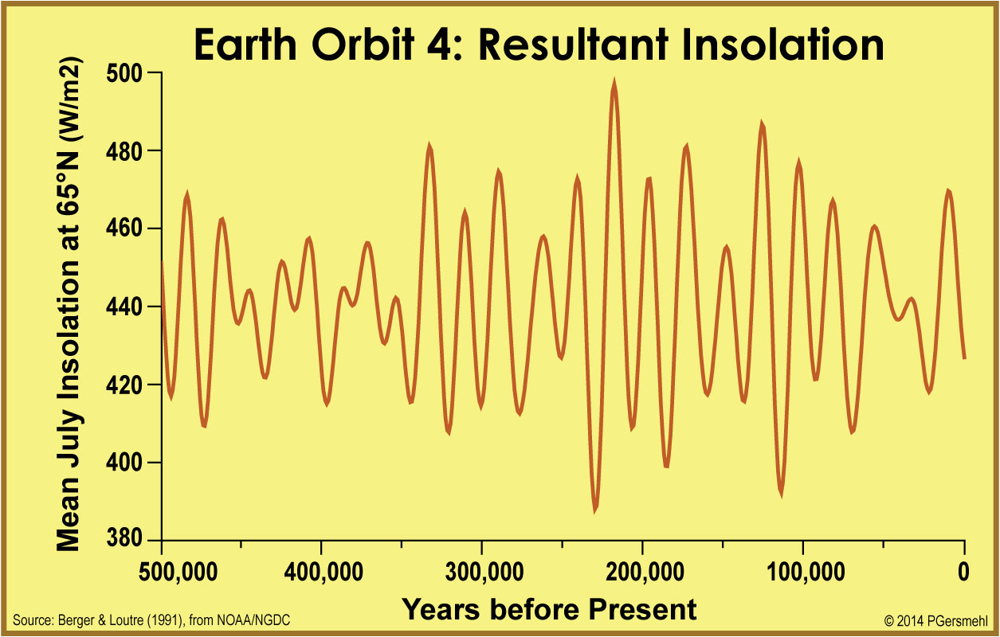 Earth Orbit 4: Resultant Insolation
Mean July Insolation at 65°N (W/m2)
500
480
460
440
420
400
380
500,000
400,000
300,000
200,000
100,000
0
Years before Present
Source: Berger & Loutre (1991), from NOAA/NGDC
© 2014 PGersmehl